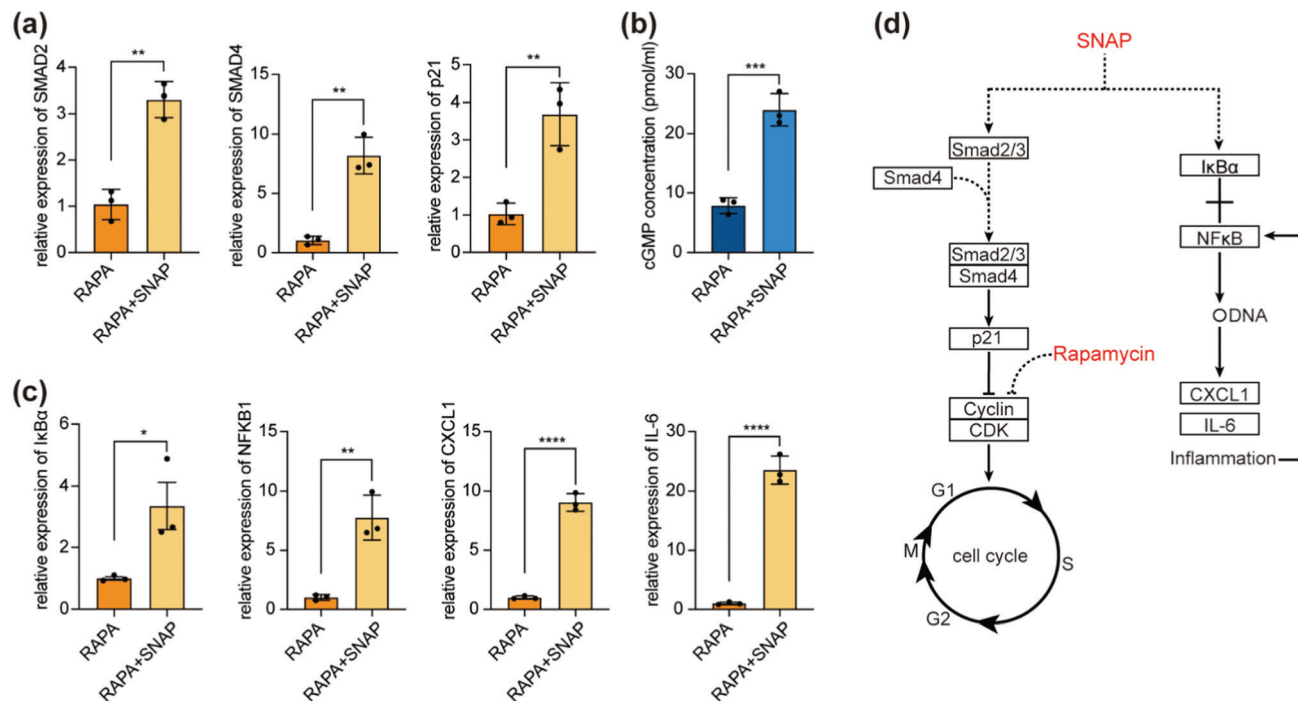 (a)
relative expression of SMAD2
**
4
3
2
1
0
RAPA
RAPA+SNAP
relative expression of SMAD4
**
15
10
5
0
RAPA
RAPA+SNAP
relative expression of p21
**
5
4
3
2
1
0
RAPA
RAPA+SNAP
(b)
cGMP concentration (pmol/ml)
***
30
20
10
0
RAPA
RAPA+SNAP
(c)
relative expression of IκBα
*
6
4
2
0
RAPA
RAPA+SNAP
relative expression of NFKB1
**
15
10
5
0
RAPA
RAPA+SNAP
relative expression of CXCL1
****
15
10
5
0
RAPA
RAPA+SNAP
relative expression of IL-6
****
30
20
10
0
RAPA
RAPA+SNAP
(d)
SNAP
Smad2/3
Smad4
Smad2/3
Smad4
p21
Rapamycin
Cyclin
CDK
G1
S
G2
M
cell cycle
IκBα
NFκB
DNA
CXCL1
IL-6
Inflammation